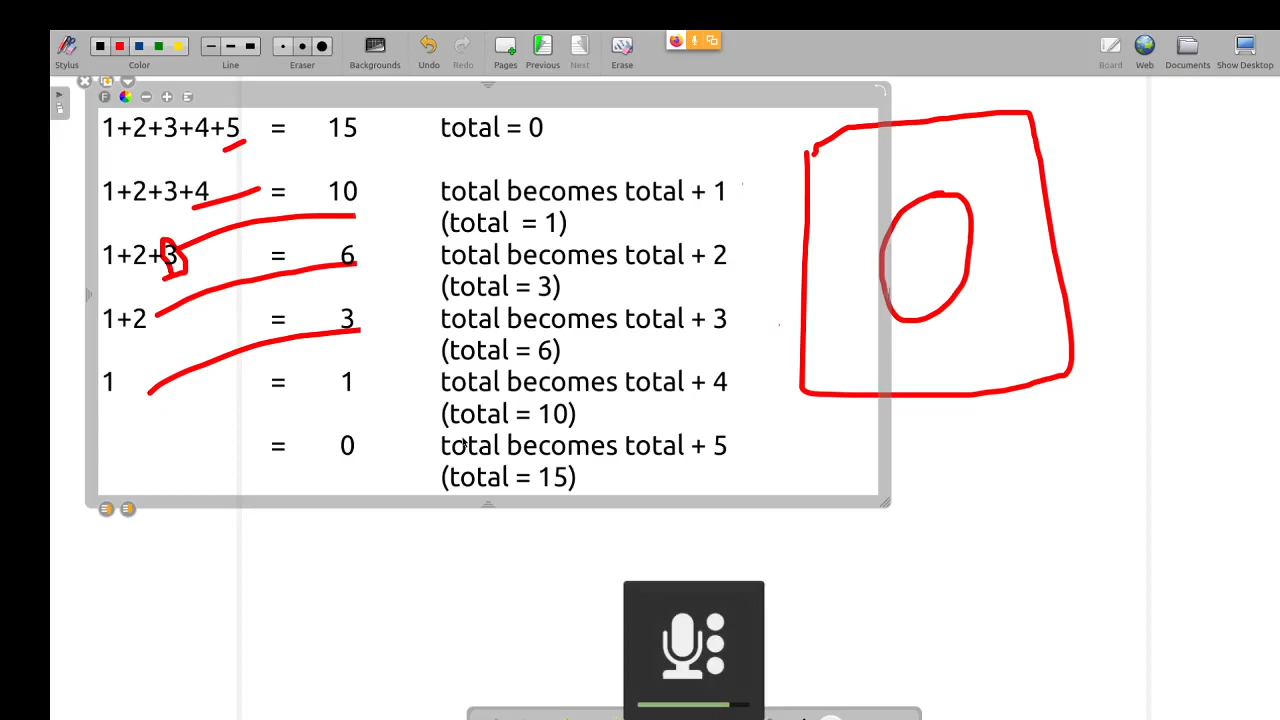 Stylus Color Line Eraser Backgrounds Undo Redo Pages Previous Next Erase Board Web Documents Show Desktop
1+2+3+4+5 = 15 total = 0
1+2+3+4 = 10 total becomes total + 1
(total = 1)
1+2+3 = 6 total becomes total + 2
(total = 3)
1+2 = 3 total becomes total + 3
(total = 6)
1 = 1 total becomes total + 4
(total = 10)
= 0 total becomes total + 5
(total = 15)